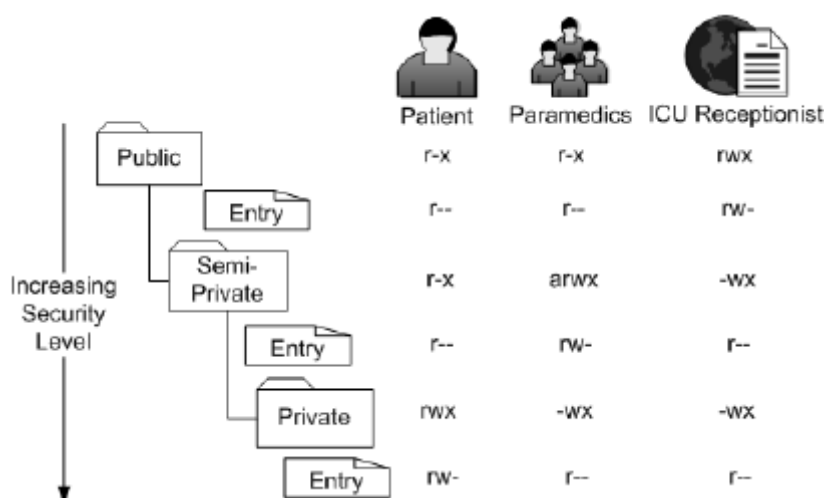 Patient Paramedics ICU Receptionist
Public r-x r-x rwx
Entry r-- r-- rw-
Semi-
Private r-x arwx -wx
Increasing
Security
Level
Entry r-- rw- r--
Private rwx -wx -wx
Entry rw- r-- r--